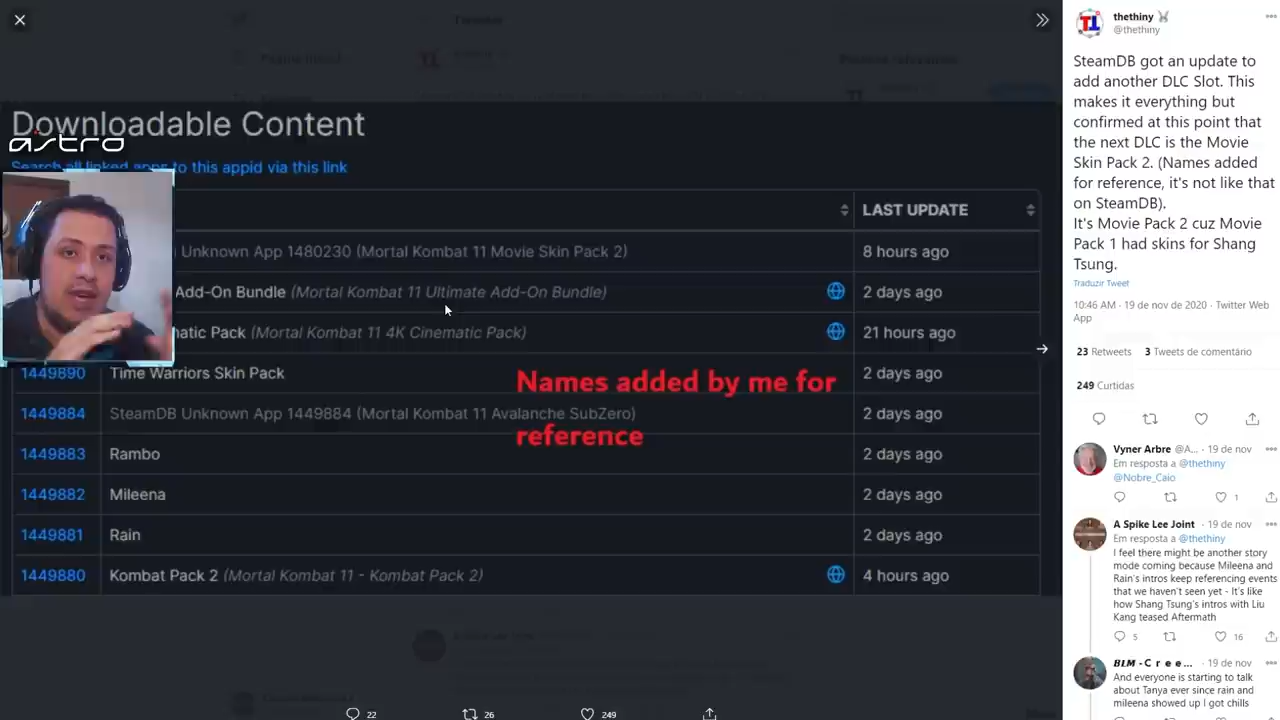 Downloadable Content
astro
Search all linked apps to this appid via this link
LAST UPDATE
Unknown App 1480230 (Mortal Kombat 11 Movie Skin Pack 2)
8 hours ago
Add-On Bundle (Mortal Kombat 11 Ultimate Add-On Bundle)
2 days ago
matic Pack (Mortal Kombat 11 4K Cinematic Pack)
21 hours ago
1449890 Time Warriors Skin Pack
2 days ago
Names added by me for
reference
1449884 SteamDB Unknown App 1449884 (Mortal Kombat 11 Avalanche SubZero)
2 days ago
1449883 Rambo
2 days ago
1449882 Mileena
2 days ago
1449881 Rain
2 days ago
1449880 Kombat Pack 2 (Mortal Kombat 11 - Kombat Pack 2)
4 hours ago
22 26 249
thethiny
@thethiny
SteamDB got an update to
add another DLC Slot. This
makes it everything but
confirmed at this point that
the next DLC is the Movie
Skin Pack 2. (Names added
for reference, it's not like that
on SteamDB).
It's Movie Pack 2 cuz Movie
Pack 1 had skins for Shang
Tsung.
Traduzir Tweet
10:46 AM · 19 de nov de 2020 · Twitter Web
App
23 Retweets 3 Tweets de comentário
249 Curtidas
Vyner Arbre @A... · 19 de nov
Em resposta a @thethiny
@Nobre_Caio
1
A Spike Lee Joint · 19 de nov
Em resposta a @thethiny
I feel there might be another story
mode coming because Mileena and
Rain's intros keep referencing events
that we haven't seen yet - It's like
how Shang Tsung's intros with Liu
Kang teased Aftermath
5 16
BLM - C r e e... · 19 de nov
And everyone is starting to talk
about Tanya ever since rain and
mileena showed up I got chills